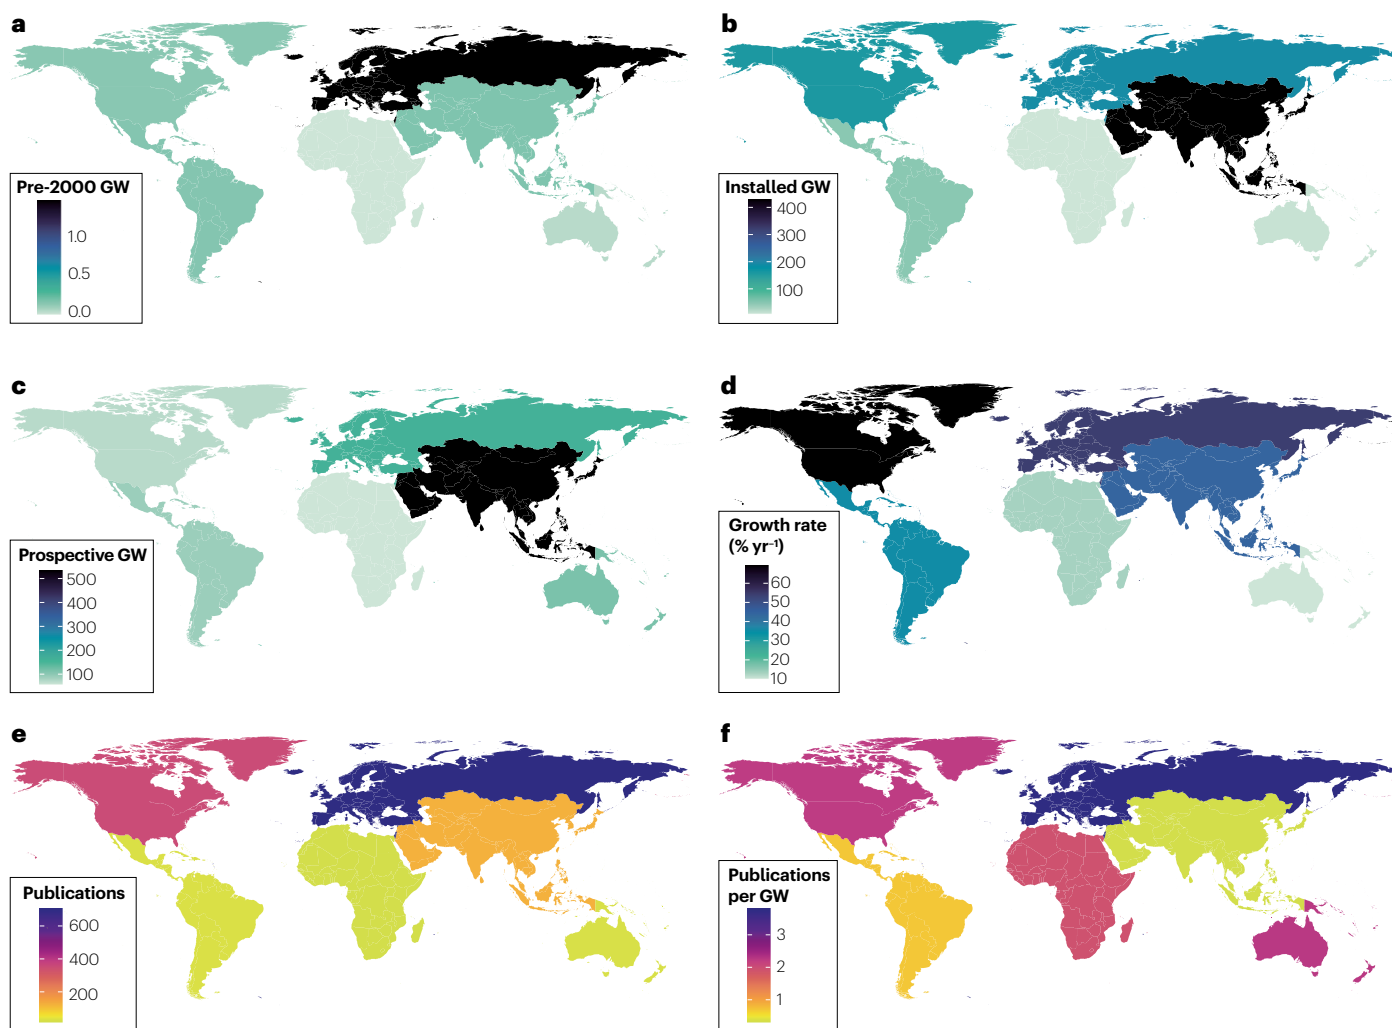 a
Pre-2000 GW
1.0
0.5
0.0
b
Installed GW
400
300
200
100
c
Prospective GW
500
400
300
200
100
d
Growth rate
(% yr⁻¹)
60
50
40
30
20
10
e
Publications
600
400
200
f
Publications
per GW
3
2
1